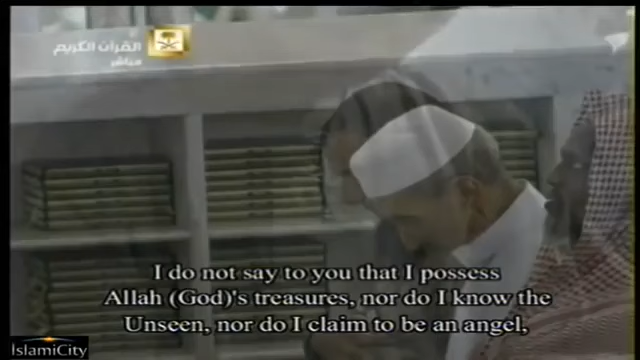 القرآن الكريم
مباشر
I do not say to you that I possess
Allah (God)'s treasures, nor do I know the
Unseen, nor do I claim to be an angel,
IslamiCity